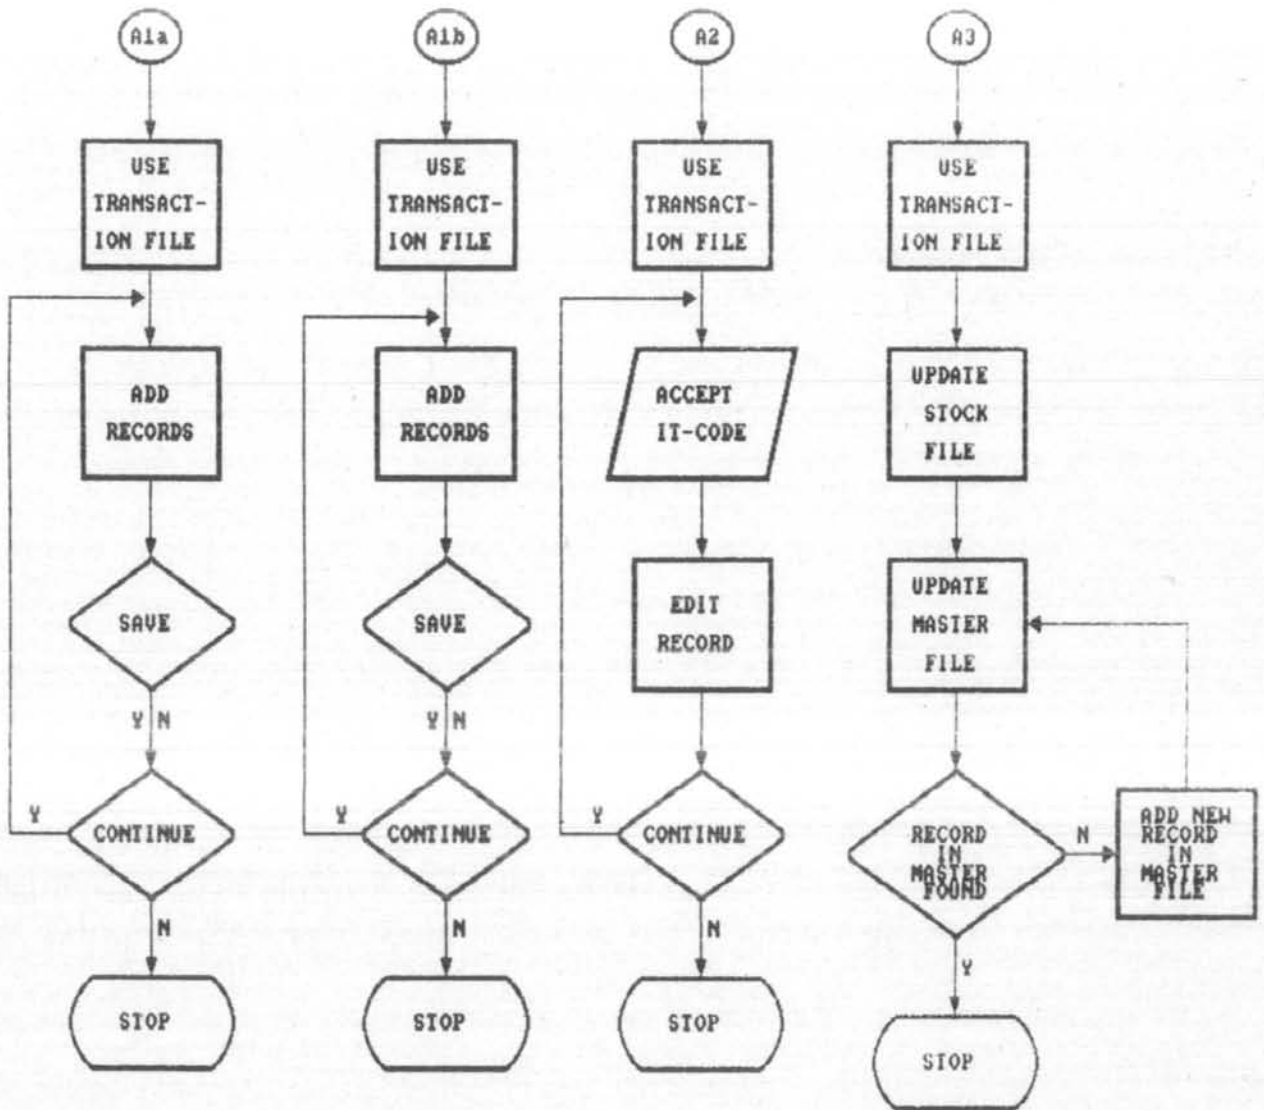 A1a
USE
TRANSACT-
ION FILE
ADD
RECORDS
SAVE
Y N
CONTINUE
Y
N
STOP
A1b
USE
TRANSACT-
ION FILE
ADD
RECORDS
SAVE
Y N
CONTINUE
Y
N
STOP
A2
USE
TRANSACT-
ION FILE
ACCEPT
IT-CODE
EDIT
RECORD
CONTINUE
Y
N
STOP
A3
USE
TRANSACT-
ION FILE
UPDATE
STOCK
FILE
UPDATE
MASTER
FILE
RECORD
IN
MASTER
FOOND
N
ADD NEW
RECORD
IN
MASTER
FILE
Y
STOP